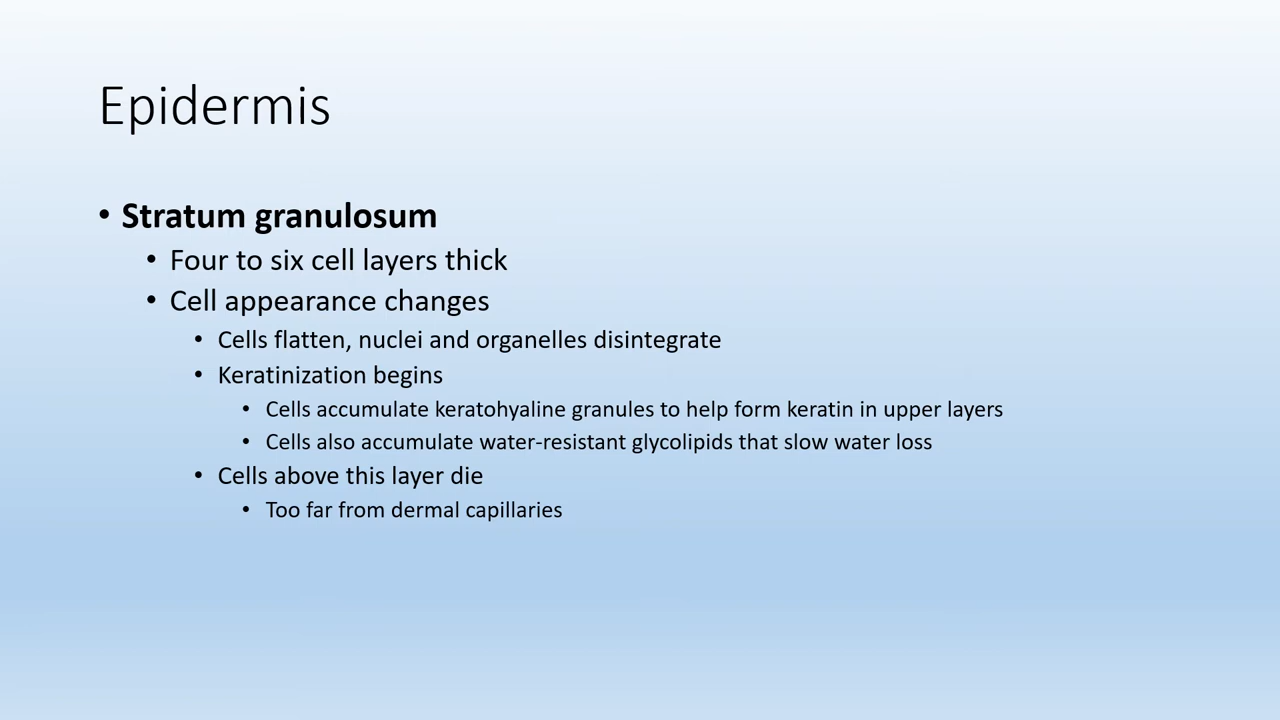 Epidermis
• Stratum granulosum
• Four to six cell layers thick
• Cell appearance changes
• Cells flatten, nuclei and organelles disintegrate
• Keratinization begins
• Cells accumulate keratohyaline granules to help form keratin in upper layers
• Cells also accumulate water-resistant glycolipids that slow water loss
• Cells above this layer die
• Too far from dermal capillaries